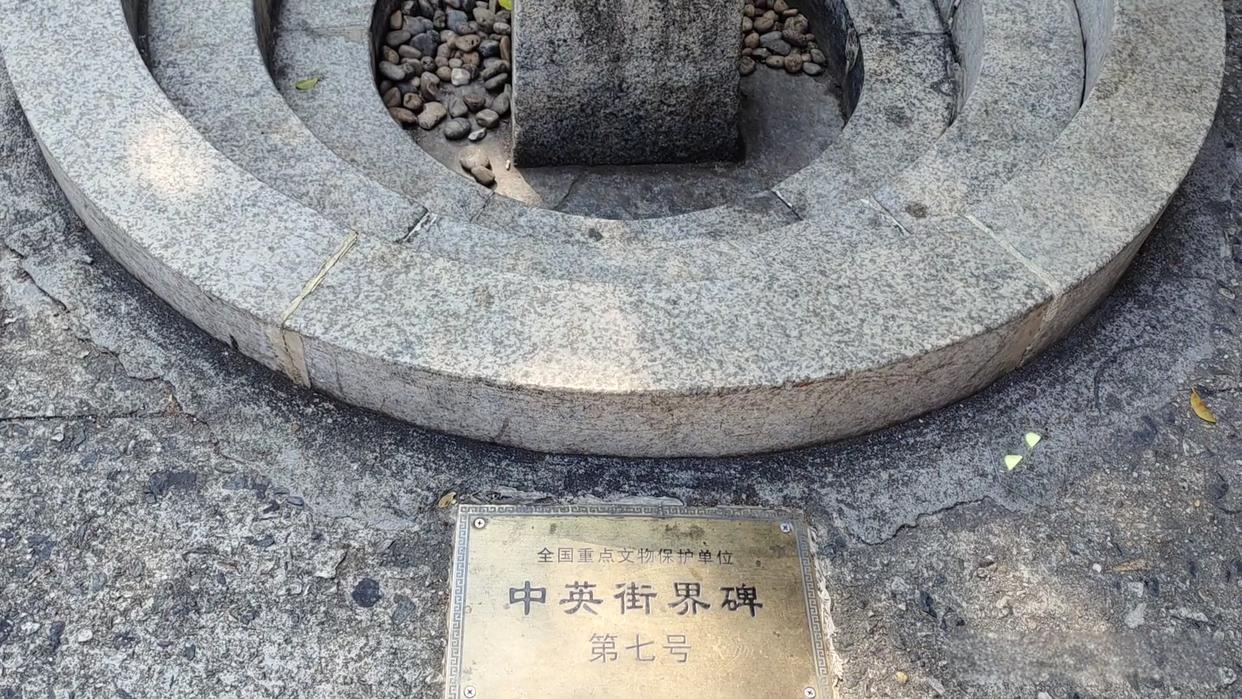 全国重点文物保护单位
中英街界碑
第七号